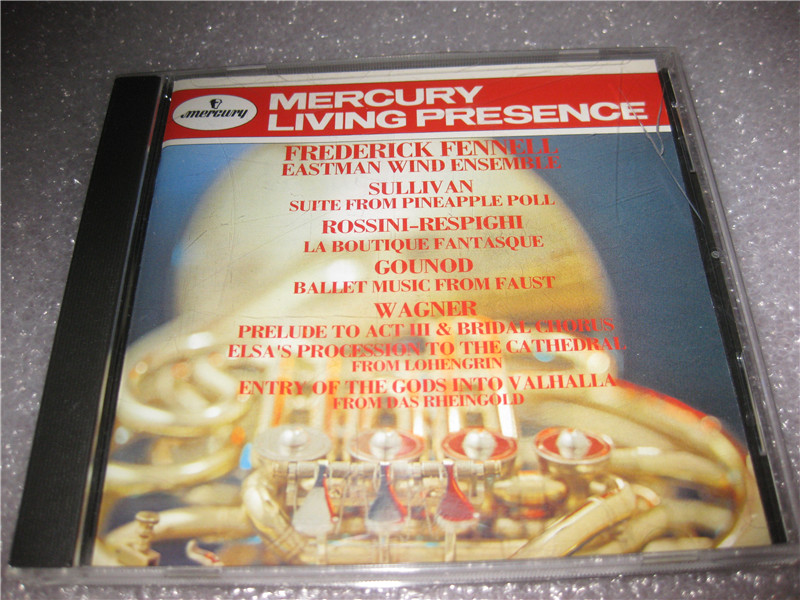 mercury
MERCURY
LIVING PRESENCE
FREDERICK FENNELL
EASTMAN WIND ENSEMBLE
SULLIVAN
SUITE FROM PINEAPPLE POLL
ROSSINI-RESPIGHI
LA BOUTIQUE FANTASQUE
GOUNOD
BALLET MUSIC FROM FAUST
WAGNER
PRELUDE TO ACT III & BRIDAL CHORUS
ELSA'S PROCESSION TO THE CATHEDRAL
FROM LOHENGRIN
ENTRY OF THE GODS INTO VALHALLA
FROM DAS RHEINGOLD